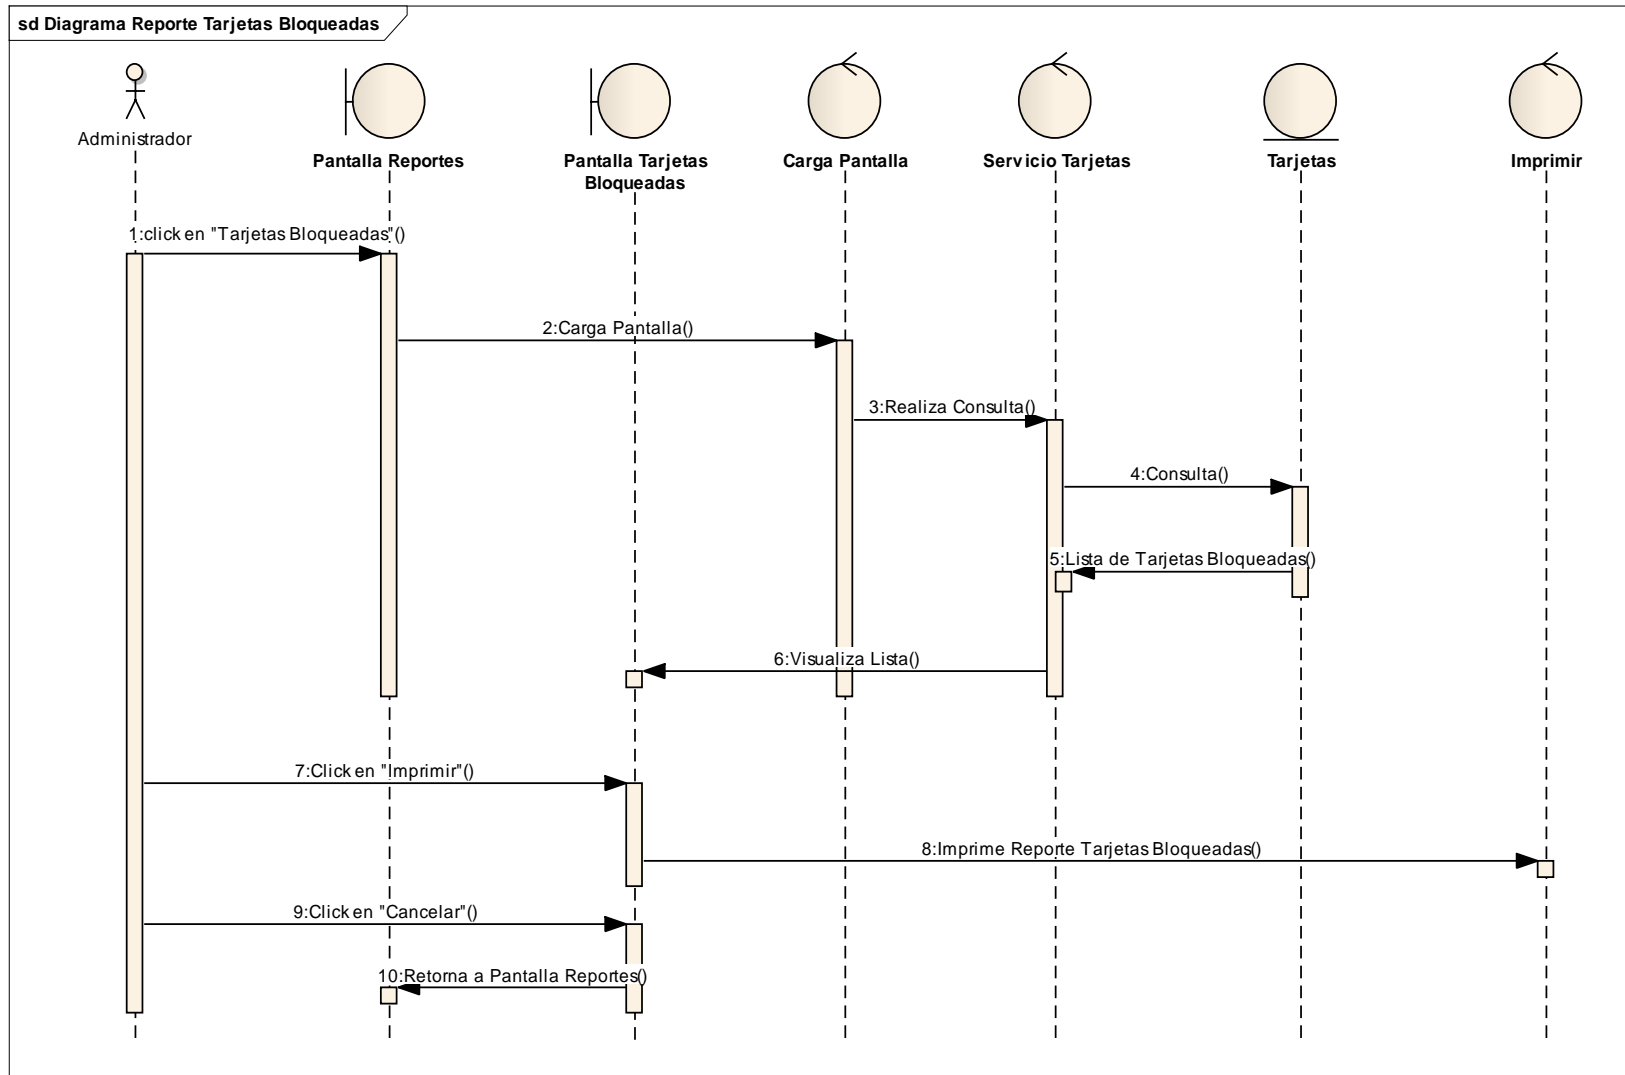 sd Diagrama Reporte Tarjetas Bloqueadas
Administrador
Pantalla Reportes
Pantalla Tarjetas
Bloqueadas
Carga Pantalla
Servicio Tarjetas
Tarjetas
Imprimir
1:click en "Tarjetas Bloqueadas"()
2:Carga Pantalla()
3:Realiza Consulta()
4:Consulta()
5:Lista de Tarjetas Bloqueadas()
6:Visualiza Lista()
7:Click en "Imprimir"()
8:Imprime Reporte Tarjetas Bloqueadas()
9:Click en "Cancelar"()
10:Retorna a Pantalla Reportes()